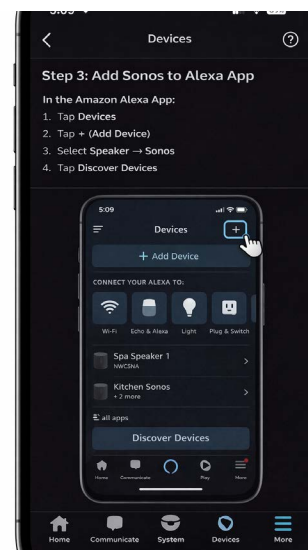 Devices
?
Step 3: Add Sonos to Alexa App
In the Amazon Alexa App:
1. Tap Devices
2. Tap + (Add Device)
3. Select Speaker → Sonos
4. Tap Discover Devices
5:09
Devices
+
+ Add Device
CONNECT YOUR ALEXA TO:
Wi-Fi Echo & Alexa Light Plug & Switch
Spa Speaker 1
NWCSNA
Kitchen Sonos
+ 2 more
all apps
Discover Devices
Home Communicate Play More
Home Communicate System Devices More